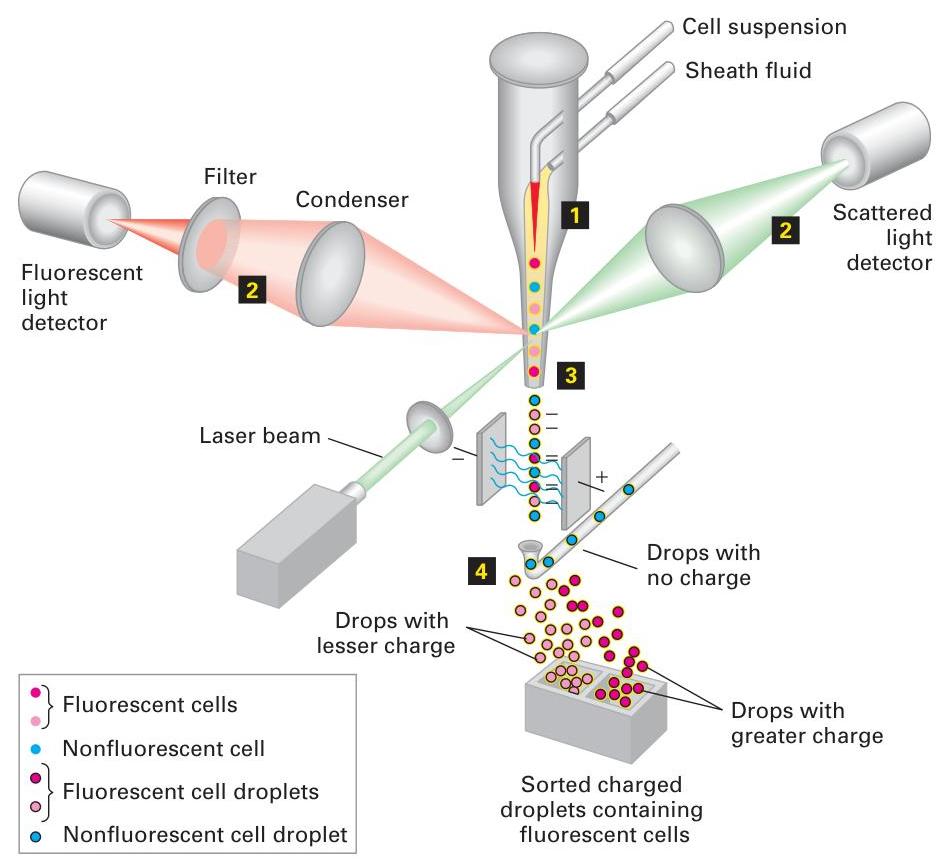 Cell suspension
Sheath fluid
Filter
Condenser
1
2
Scattered
light
detector
Fluorescent
light
detector
2
3
Laser beam
−
−
−
=
=
−
+
4
Drops with
no charge
Drops with
lesser charge
Drops with
greater charge
Fluorescent cells
Nonfluorescent cell
Fluorescent cell droplets
Nonfluorescent cell droplet
Sorted charged
droplets containing
fluorescent cells